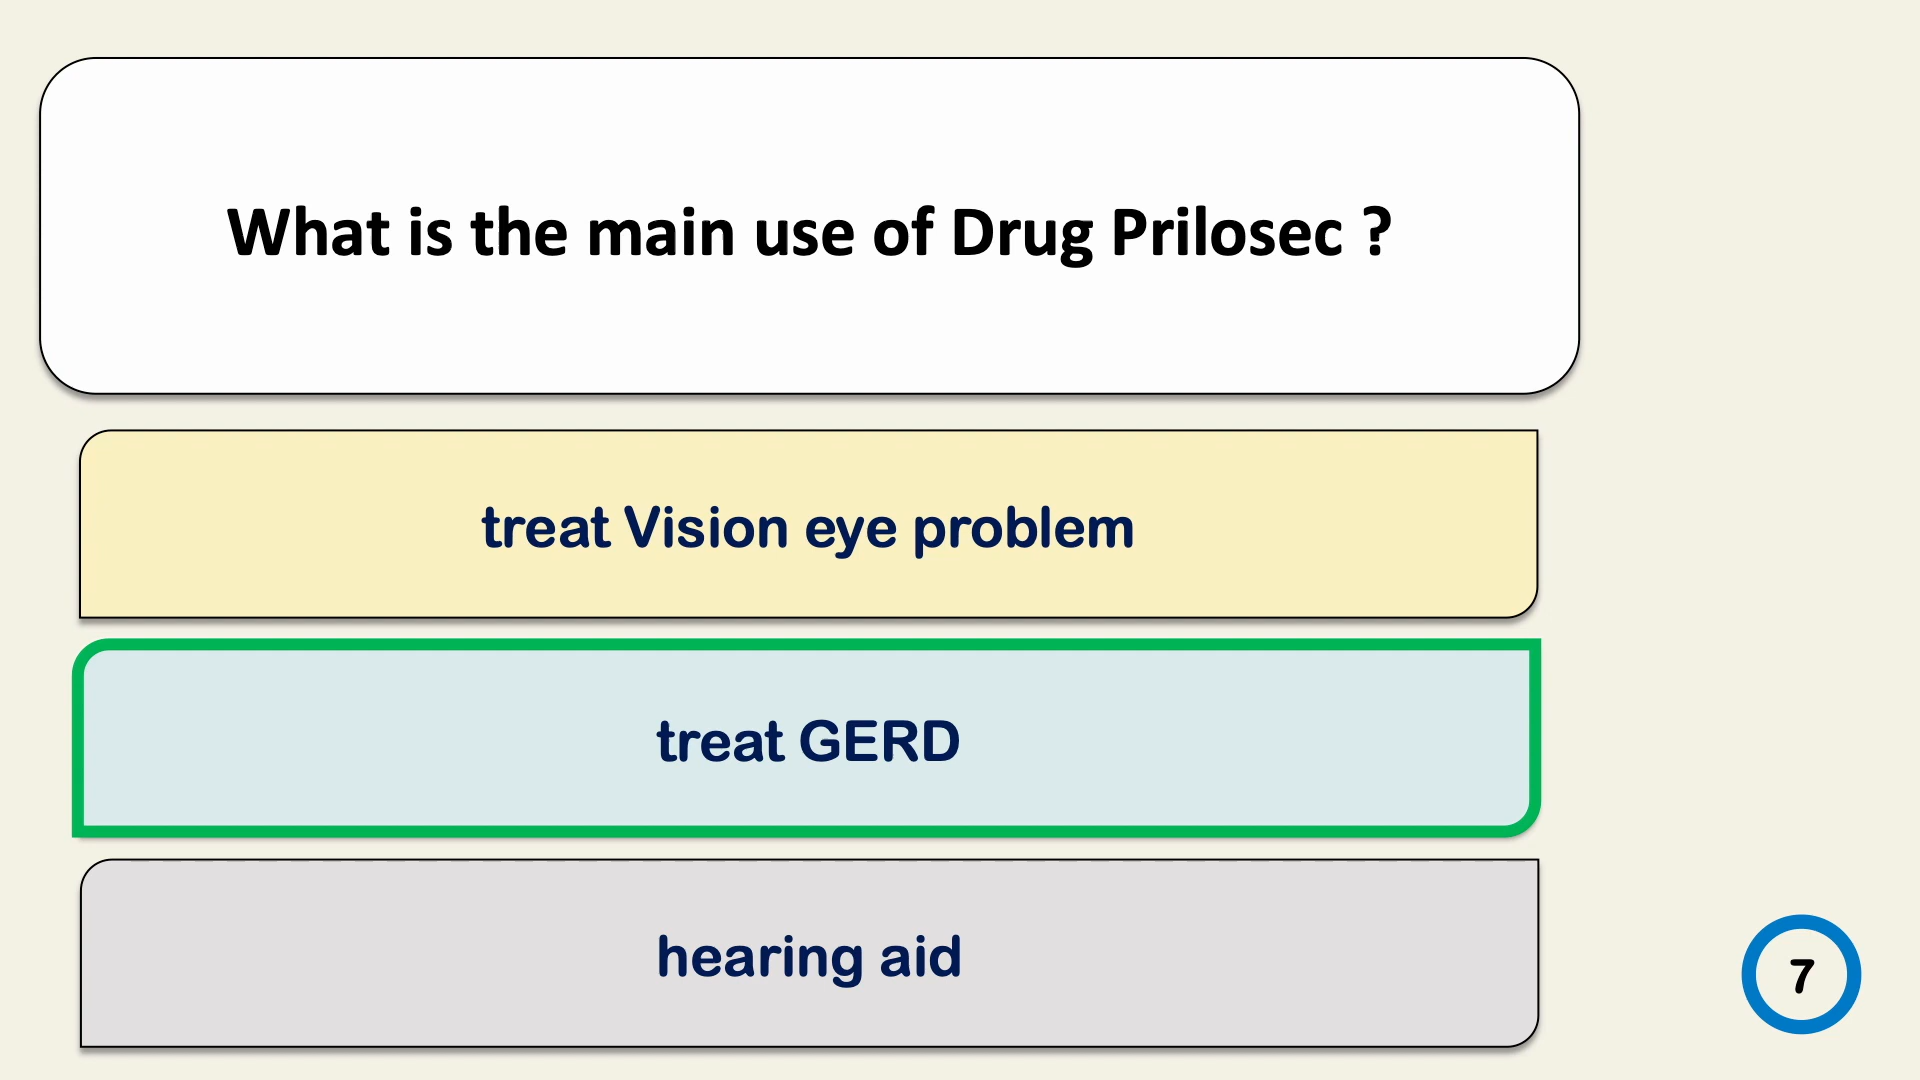 What is the main use of Drug Prilosec ?
treat Vision eye problem
treat GERD
hearing aid
7